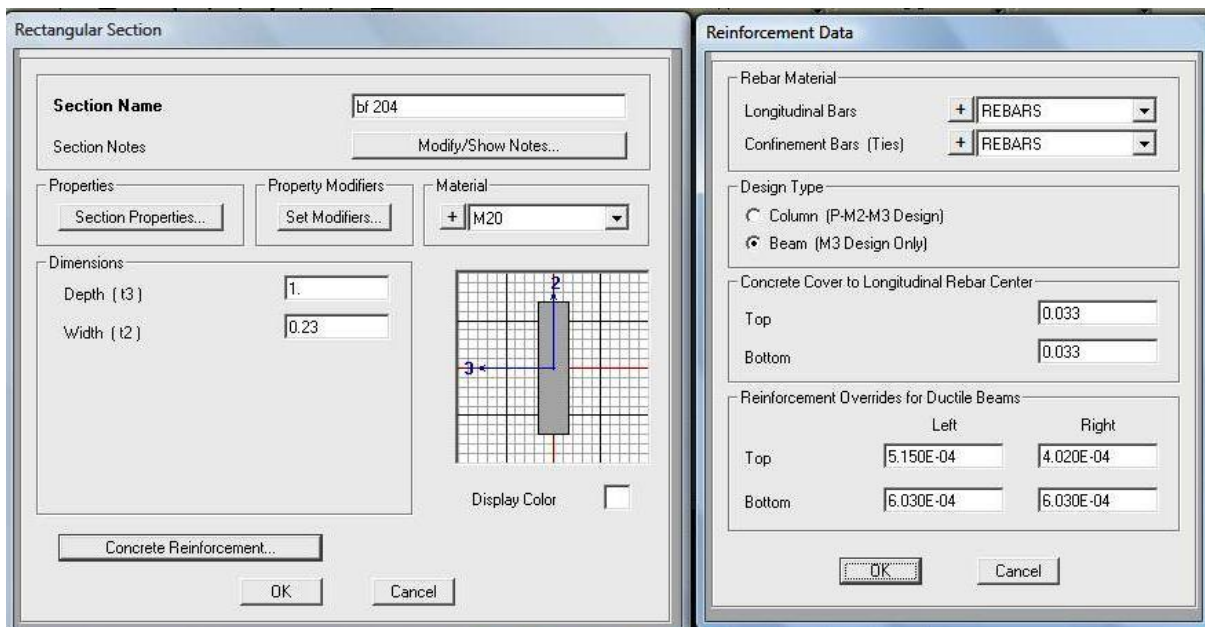 Rectangular Section
Section Name bf 204
Section Notes Modify/Show Notes...
Properties Property Modifiers Material
Section Properties... Set Modifiers... + M20
Dimensions
Depth ( t3 ) 1.
Width ( t2 ) 0.23
2
3
Display Color
Concrete Reinforcement...
OK Cancel
Reinforcement Data
Rebar Material
Longitudinal Bars + REBARS
Confinement Bars (Ties) + REBARS
Design Type
Column (P-M2-M3 Design)
Beam (M3 Design Only)
Concrete Cover to Longitudinal Rebar Center
Top 0.033
Bottom 0.033
Reinforcement Overrides for Ductile Beams
Left Right
Top 5.150E-04 4.020E-04
Bottom 6.030E-04 6.030E-04
OK Cancel